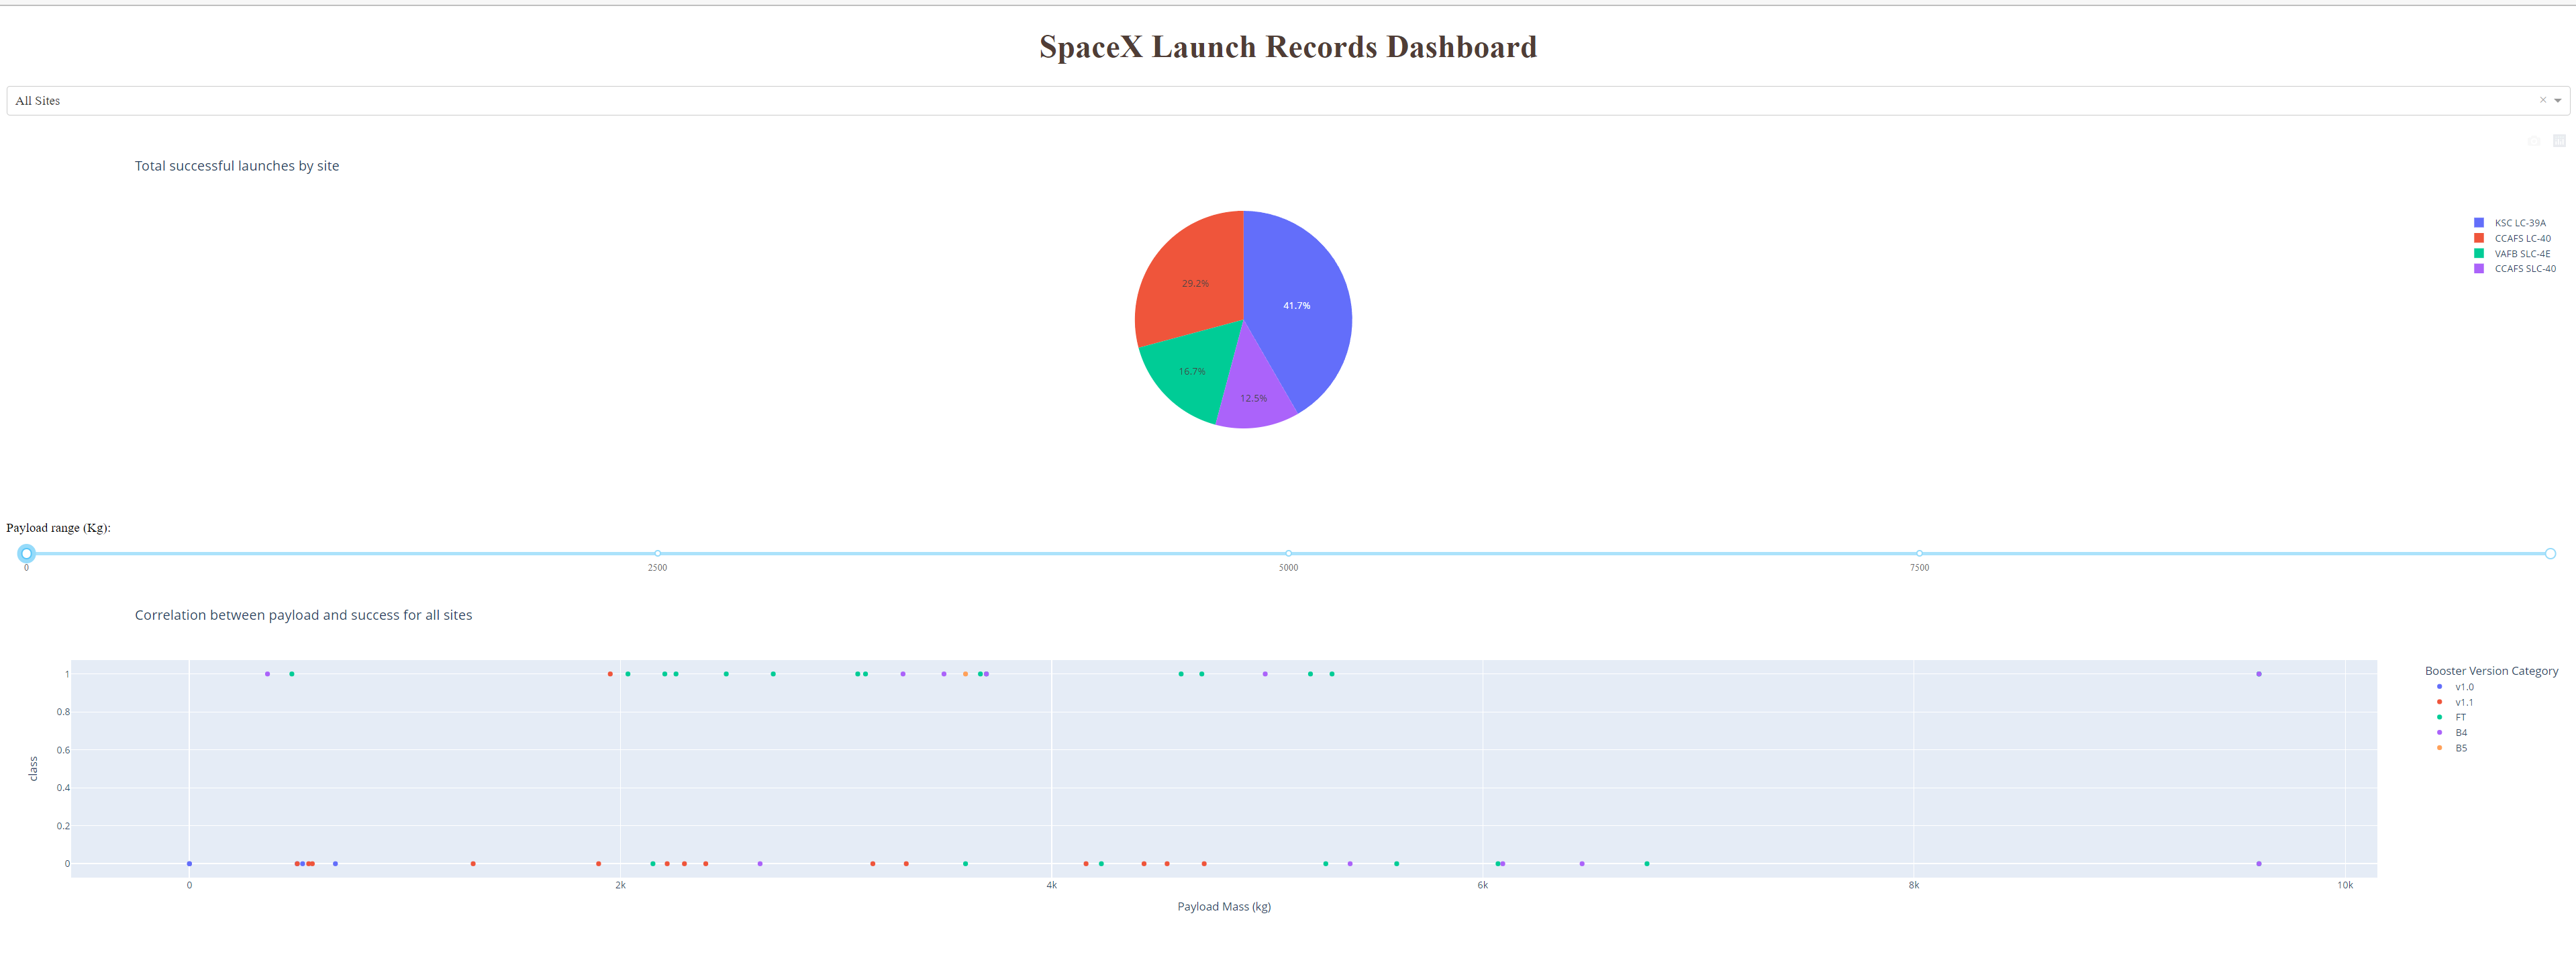 SpaceX Launch Records Dashboard
All Sites
×
Total successful launches by site
KSC LC-39A
CCAFS LC-40
VAFB SLC-4E
CCAFS SLC-40
29.2%
41.7%
16.7%
12.5%
Payload range (Kg):
0 2500 5000 7500
Correlation between payload and success for all sites
Booster Version Category
v1.0
v1.1
FT
B4
B5
1
0.8
0.6
0.4
0.2
0
class
0 2k 4k 6k 8k 10k
Payload Mass (kg)